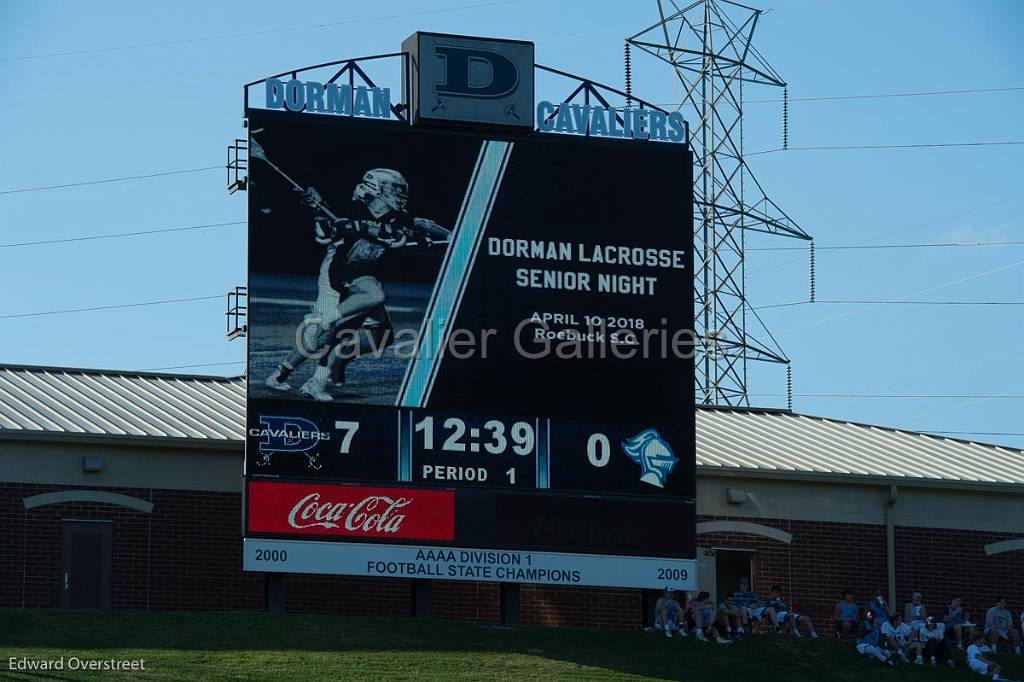 D
DORMAN
CAVALIERS
DORMAN LACROSSE
SENIOR NIGHT
APRIL 10 2018
Roebuck S.C.
Cavalier Galleries
CAVALIERS
7
12:39
0
PERIOD 1
Coca-Cola
2000
AAAA DIVISION 1
FOOTBALL STATE CHAMPIONS
2009
Edward Overstreet